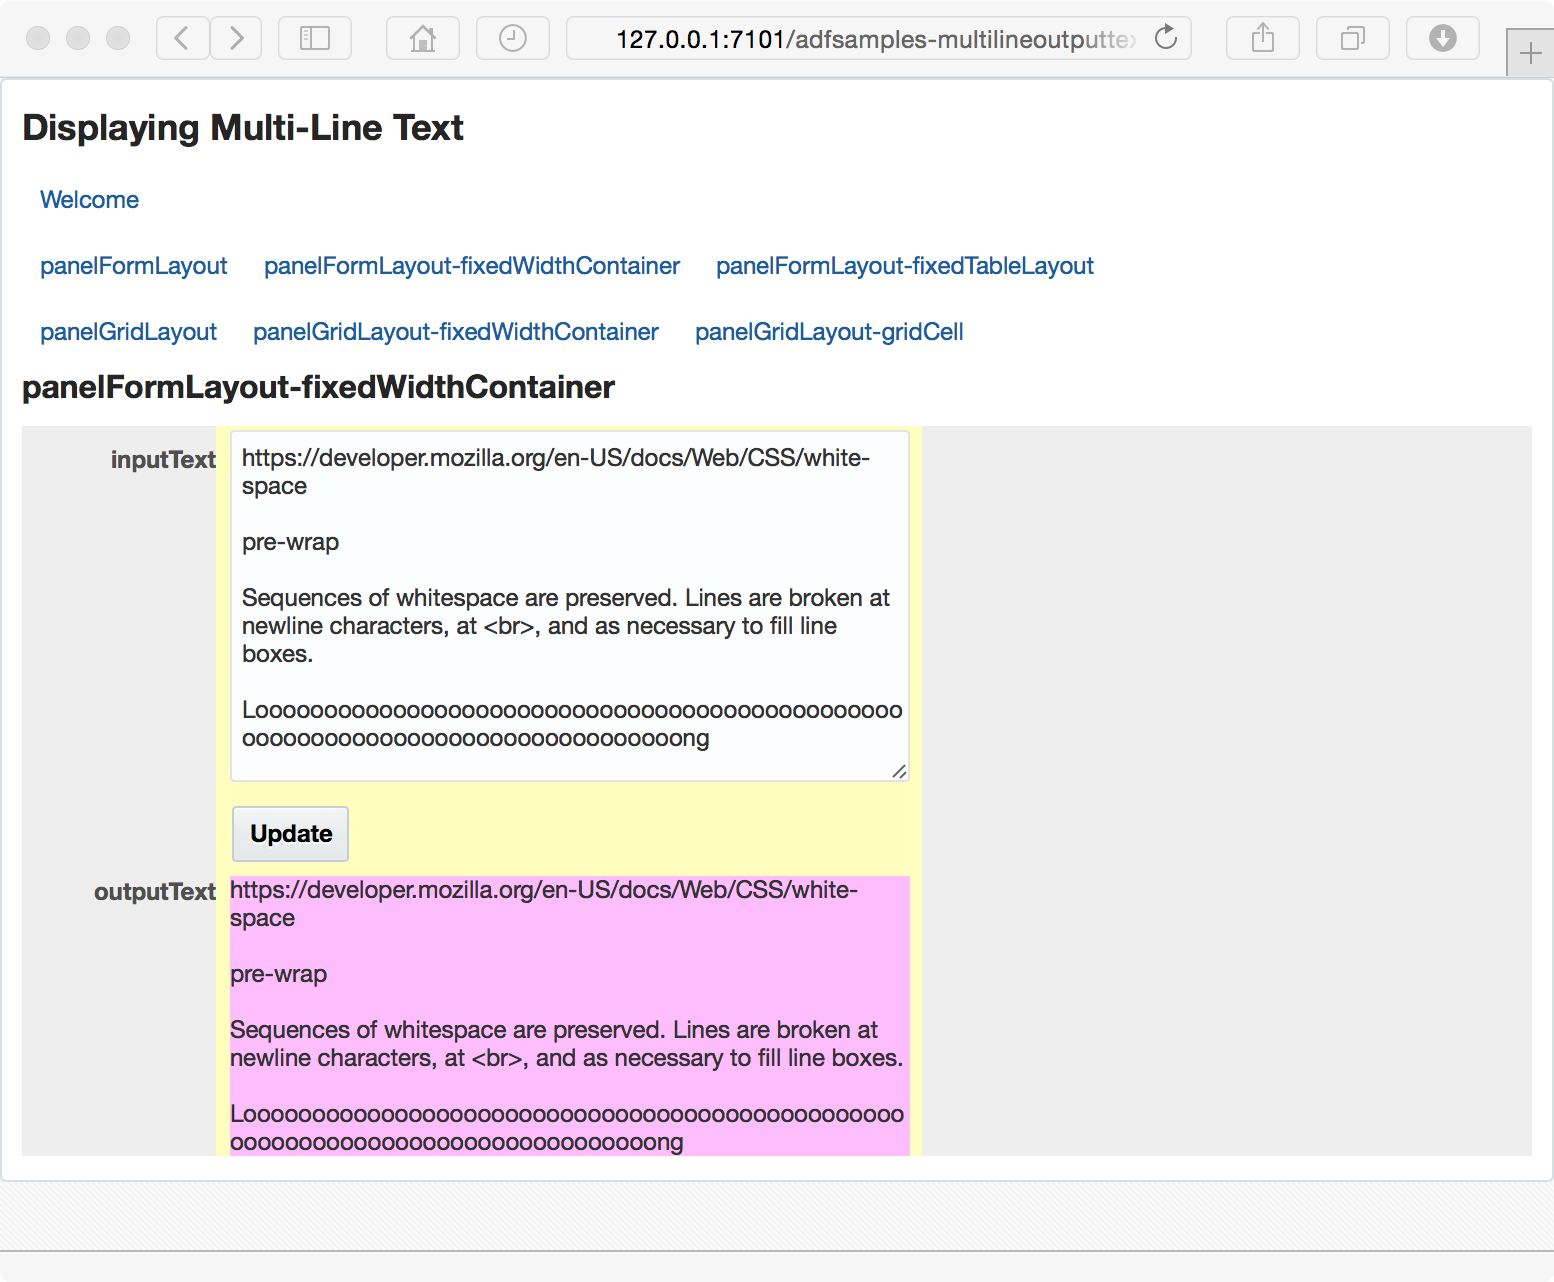 127.0.0.1:7101/adfsamples-multilineoutputte
Displaying Multi-Line Text
Welcome
panelFormLayout panelFormLayout-fixedWidthContainer panelFormLayout-fixedTableLayout
panelGridLayout panelGridLayout-fixedWidthContainer panelGridLayout-gridCell
panelFormLayout-fixedWidthContainer
inputText
https://developer.mozilla.org/en-US/docs/Web/CSS/white-
space
pre-wrap
Sequences of whitespace are preserved. Lines are broken at
newline characters, at <br>, and as necessary to fill line
boxes.
Looooooooooooooooooooooooooooooooooooooooooooooo
ooooooooooooooooooooooooooooooooong
Update
outputText
https://developer.mozilla.org/en-US/docs/Web/CSS/white-
space
pre-wrap
Sequences of whitespace are preserved. Lines are broken at
newline characters, at <br>, and as necessary to fill line boxes.
Loooooooooooooooooooooooooooooooooooooooooooooooo
ooooooooooooooooooooooooooooooong